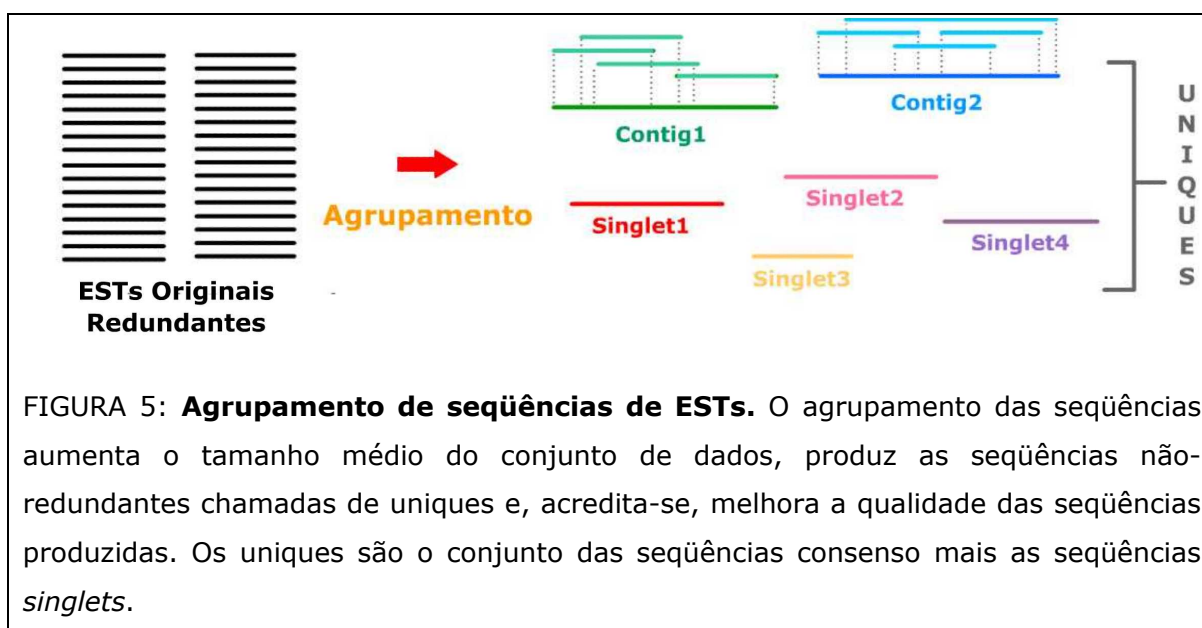 ESTs Originais
Redundantes
Agrupamento
Contig1
Contig2
Singlet1
Singlet2
Singlet3
Singlet4
UNIQUES
FIGURA 5: Agrupamento de seqüências de ESTs. O agrupamento das seqüências
aumenta o tamanho médio do conjunto de dados, produz as seqüências não-
redundantes chamadas de uniques e, acredita-se, melhora a qualidade das seqüências
produzidas. Os uniques são o conjunto das seqüências consenso mais as seqüências
singlets.